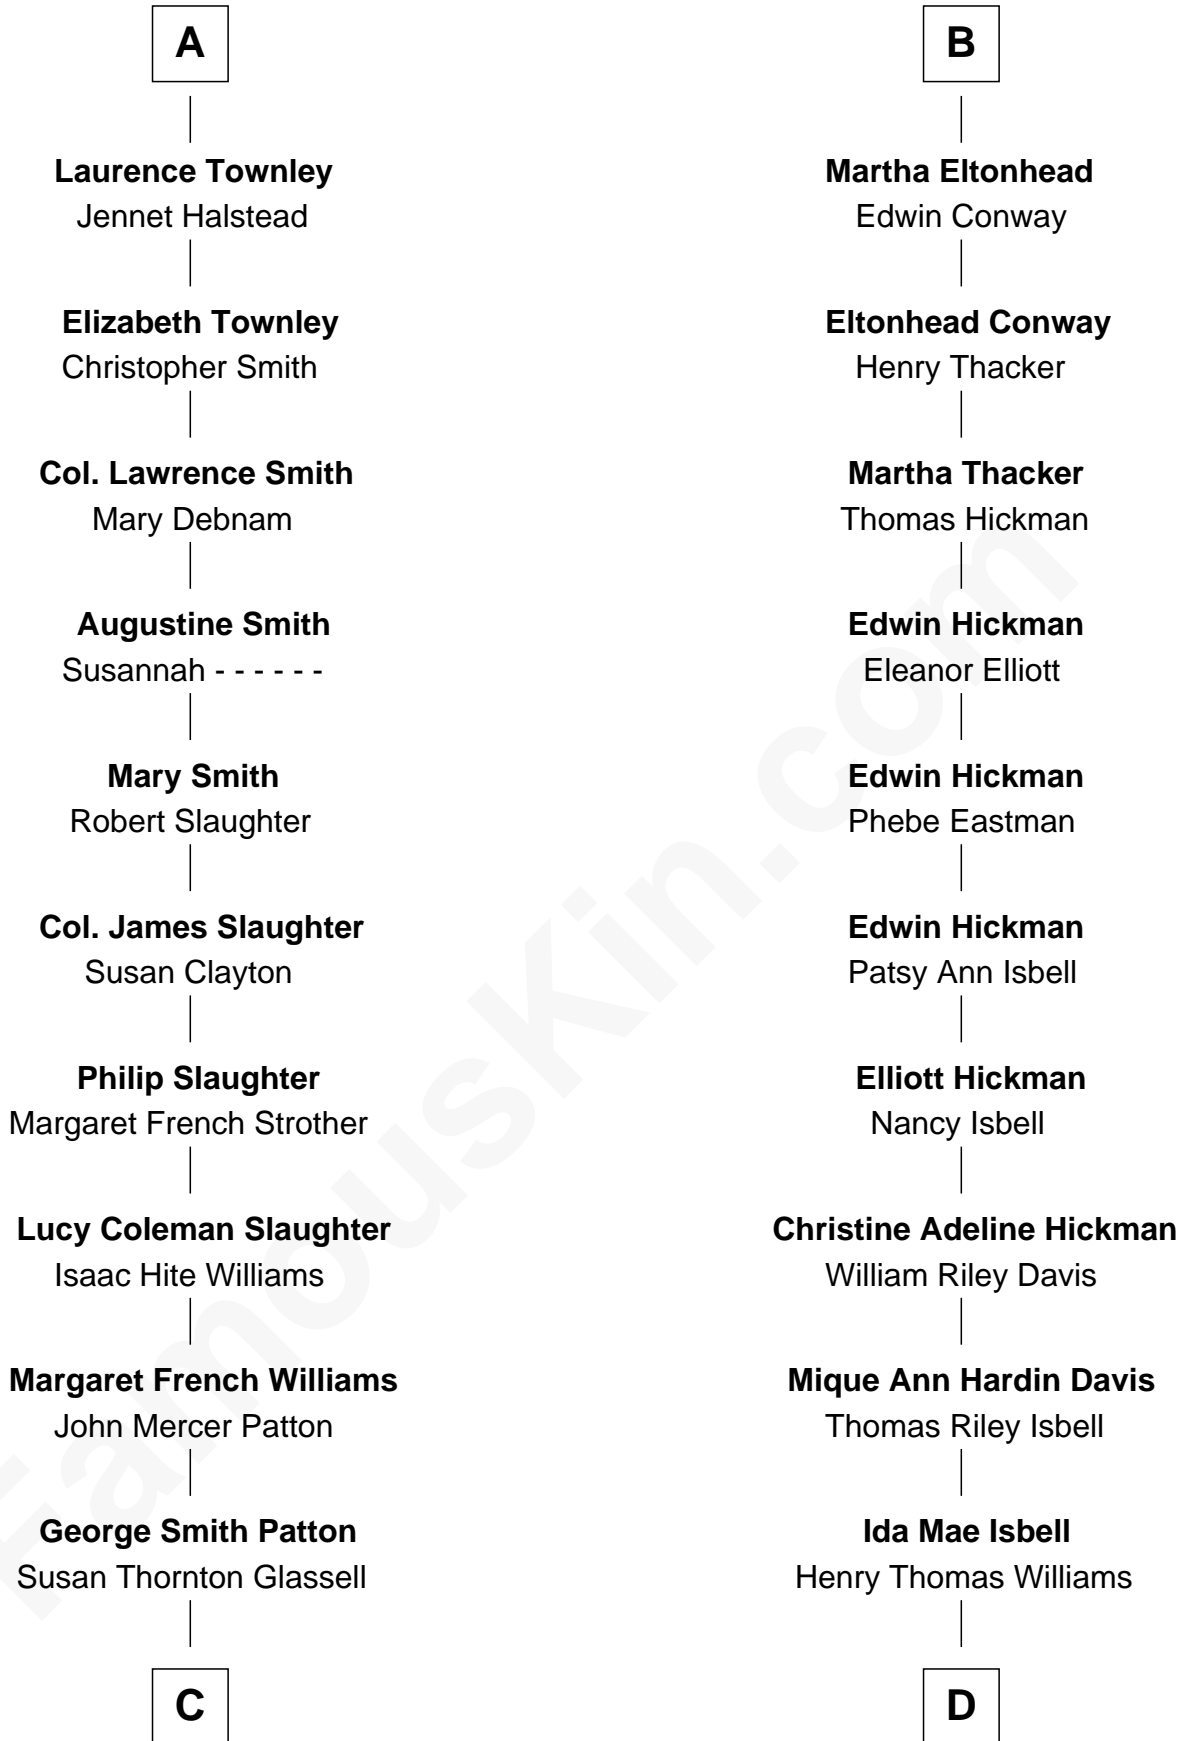 A
Laurence Townley
Jennet Halstead
Elizabeth Townley
Christopher Smith
Col. Lawrence Smith
Mary Debnam
Augustine Smith
Susannah - - - - - -
Mary Smith
Robert Slaughter
Col. James Slaughter
Susan Clayton
Philip Slaughter
Margaret French Strother
Lucy Coleman Slaughter
Isaac Hite Williams
Margaret French Williams
John Mercer Patton
George Smith Patton
Susan Thornton Glassell
C
B
Martha Eltonhead
Edwin Conway
Eltonhead Conway
Henry Thacker
Martha Thacker
Thomas Hickman
Edwin Hickman
Eleanor Elliott
Edwin Hickman
Phebe Eastman
Edwin Hickman
Patsy Ann Isbell
Elliott Hickman
Nancy Isbell
Christine Adeline Hickman
William Riley Davis
Mique Ann Hardin Davis
Thomas Riley Isbell
Ida Mae Isbell
Henry Thomas Williams
D
FamousKin.com